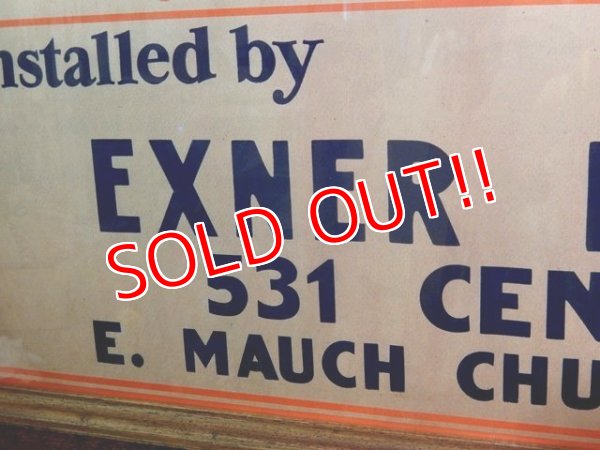 nstalled by
EXNER
SOLD OUT!!
531 CEN
E. MAUCH CHU